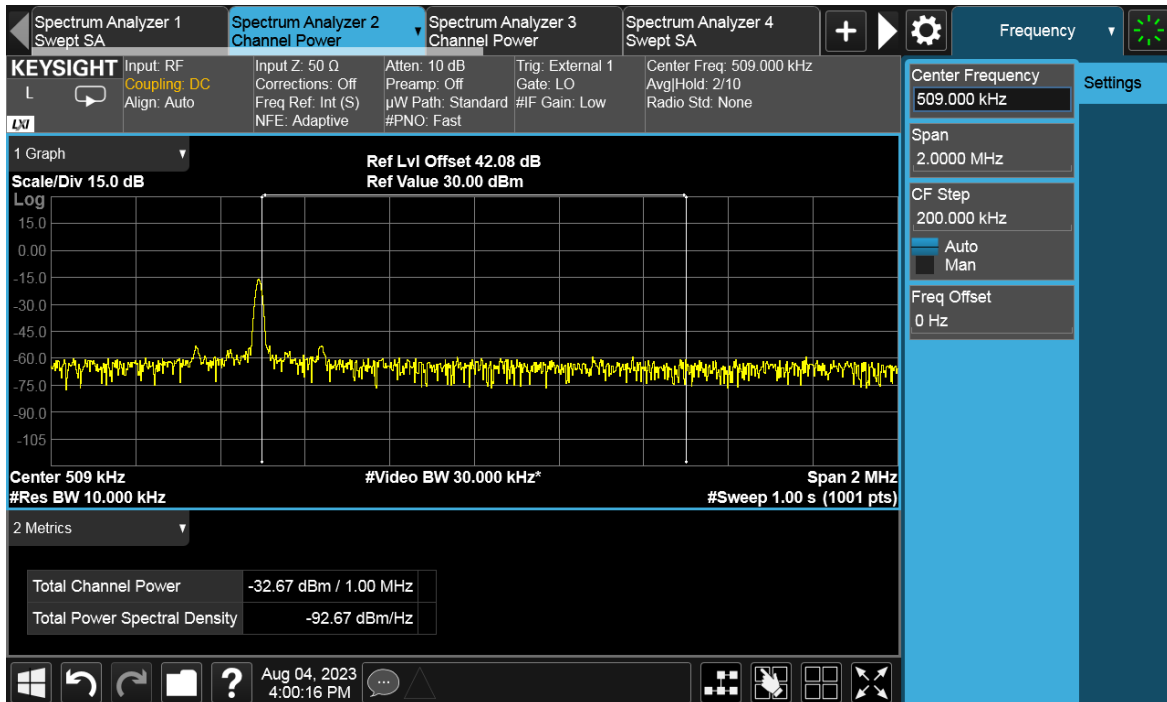 Spectrum Analyzer 1
Swept SA
Spectrum Analyzer 2
Channel Power
Spectrum Analyzer 3
Channel Power
Spectrum Analyzer 4
Swept SA
+
Frequency
KEYSIGHT
L
LXI
Input: RF
Coupling: DC
Align: Auto
Input Z: 50 Ω
Corrections: Off
Freq Ref: Int (S)
NFE: Adaptive
Atten: 10 dB
Preamp: Off
µW Path: Standard
#PNO: Fast
Trig: External 1
Gate: LO
#IF Gain: Low
Center Freq: 509.000 kHz
Avg|Hold: 2/10
Radio Std: None
Center Frequency
509.000 kHz
Settings
Span
2.0000 MHz
CF Step
200.000 kHz
Auto
Man
Freq Offset
0 Hz
1 Graph
Scale/Div 15.0 dB
Ref Lvl Offset 42.08 dB
Ref Value 30.00 dBm
Log
15.0
0.00
-15.0
-30.0
-45.0
-60.0
-75.0
-90.0
-105
Center 509 kHz
#Res BW 10.000 kHz
#Video BW 30.000 kHz*
Span 2 MHz
#Sweep 1.00 s (1001 pts)
2 Metrics
Total Channel Power -32.67 dBm / 1.00 MHz
Total Power Spectral Density -92.67 dBm/Hz
?
Aug 04, 2023
4:00:16 PM